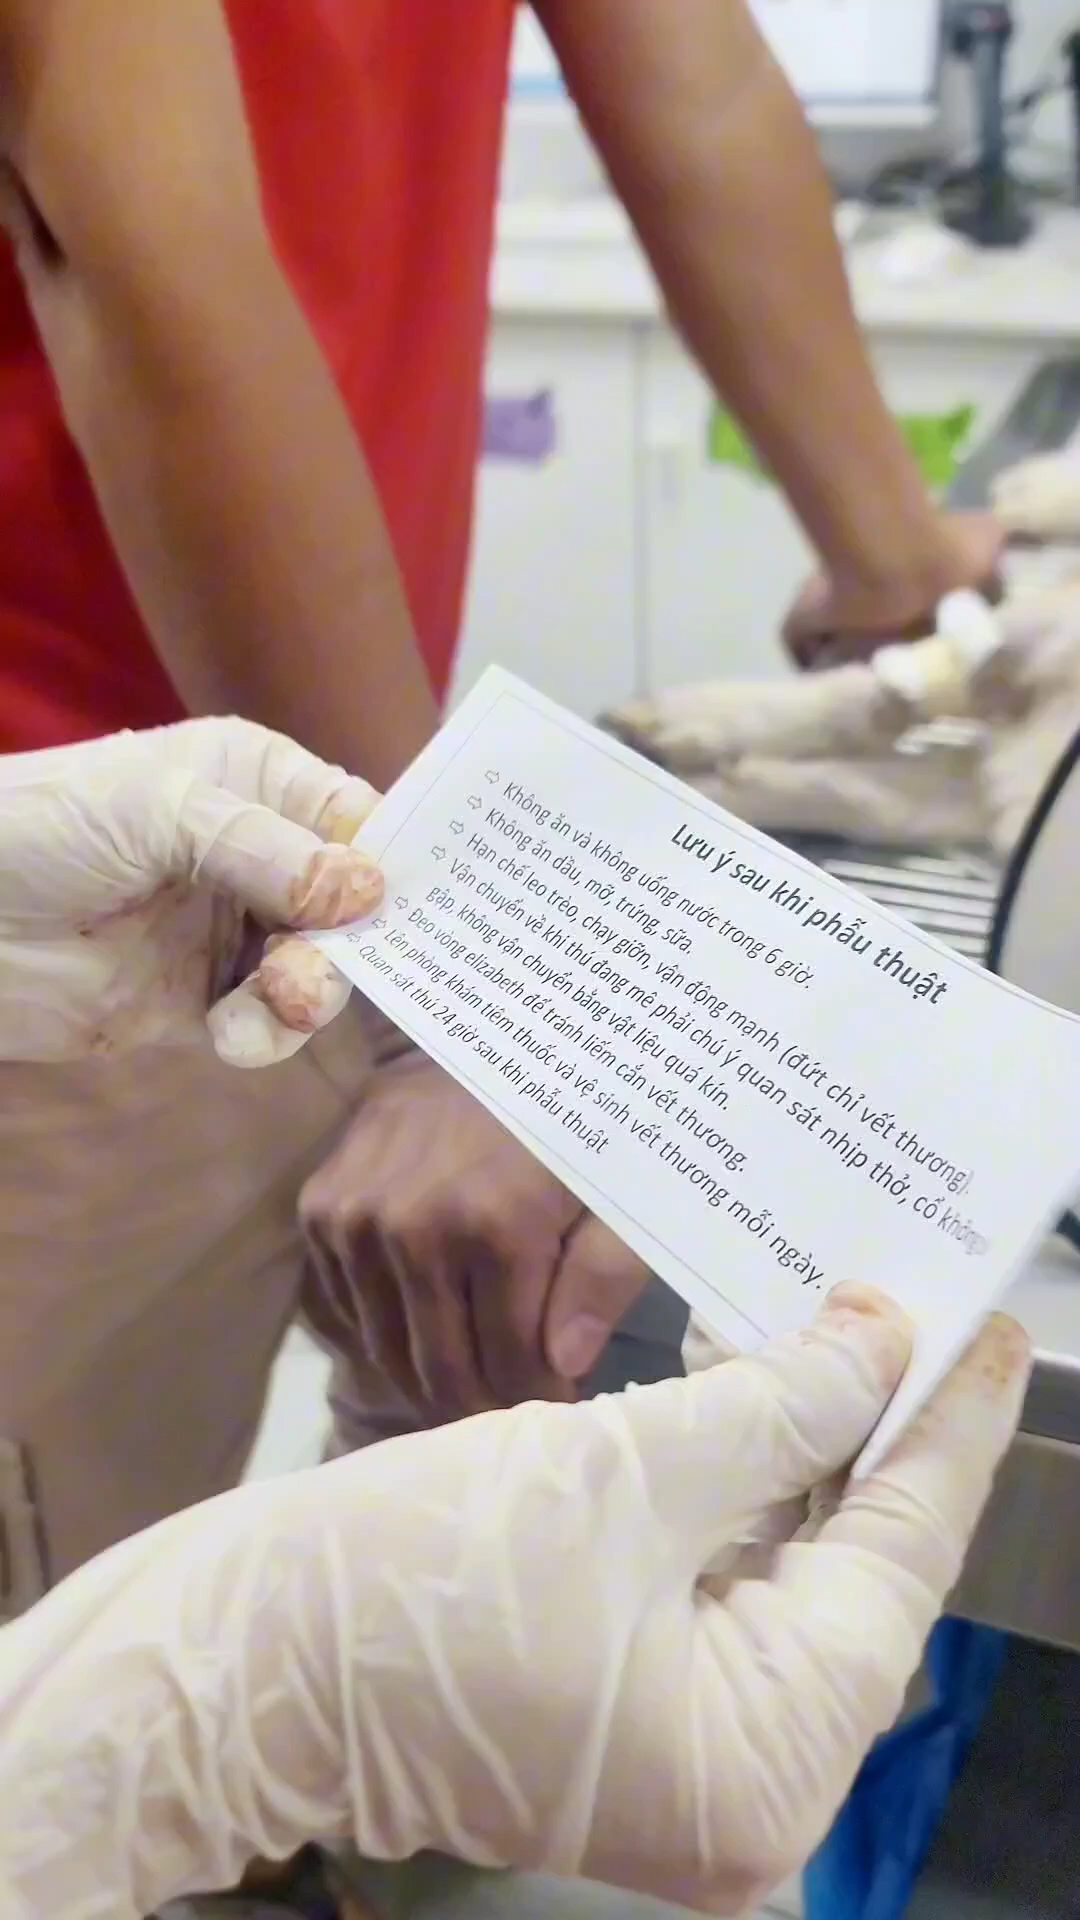 Lưu ý sau khi phẫu thuật
⇨ Không ăn và không uống nước trong 6 giờ.
⇨ Không ăn dầu, mỡ, trứng, sữa.
⇨ Hạn chế leo trèo, chạy giỡn, vận động mạnh (đứt chỉ vết thương).
⇨ Vận chuyển về khi thú đang mê phải chú ý quan sát nhịp thở, cổ không
gập, không vận chuyển bằng vật liệu quá kín.
⇨ Đeo vòng elizabeth để tránh liếm cắn vết thương.
⇨ Lên phòng khám tiêm thuốc và vệ sinh vết thương mỗi ngày.
⇨ Quan sát thú 24 giờ sau khi phẫu thuật